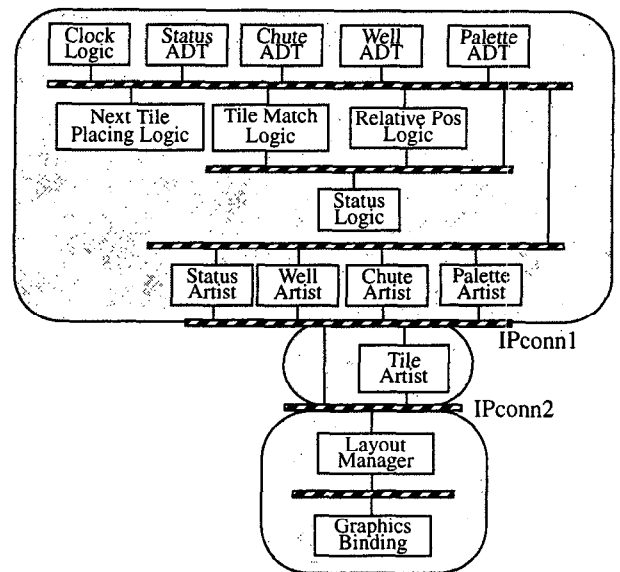 Clock
Logic
Status
ADT
Chute
ADT
Well
ADT
Palette
ADT
Next Tile
Placing Logic
Tile Match
Logic
Relative Pos
Logic
Status
Logic
Status
Artist
Well
Artist
Chute
Artist
Palette
Artist
IPconn1
Tile
Artist
IPconn2
Layout
Manager
Graphics
Binding